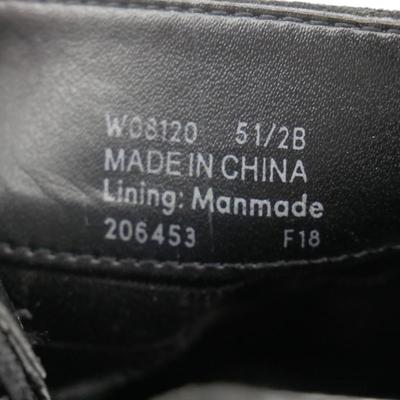 W08120 51/2B
MADE IN CHINA
Lining: Manmade
206453 F18